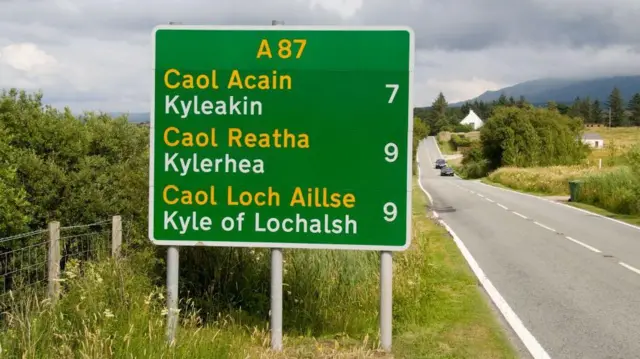 A 87
Caol Acain
Kyleakin 7
Caol Reatha
Kylerhea 9
Caol Loch Aillse
Kyle of Lochalsh 9